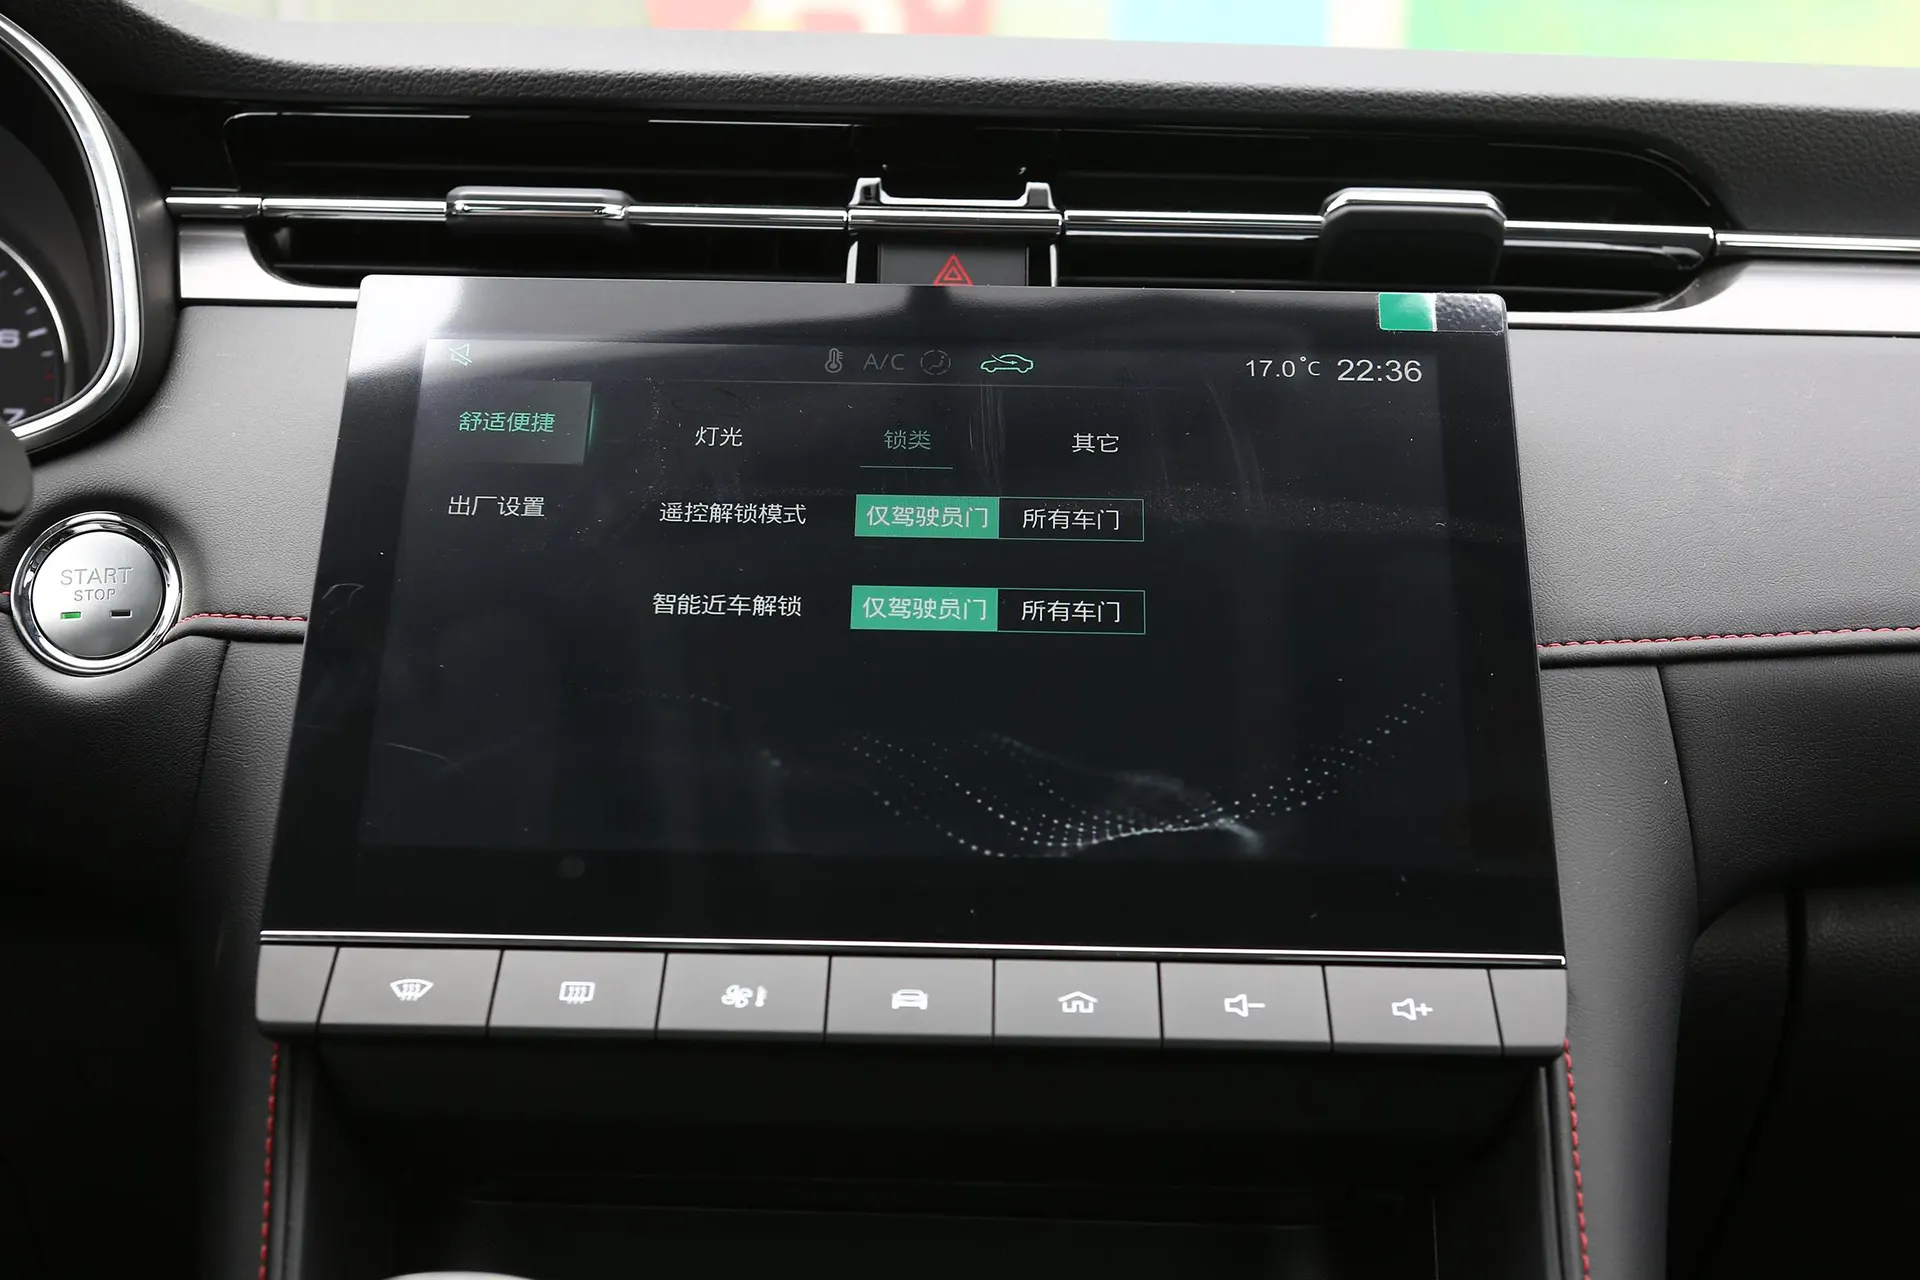 A/C
17.0℃ 22:36
舒适便捷
灯光 锁类 其它
出厂设置
遥控解锁模式 仅驾驶员门 所有车门
智能近车解锁 仅驾驶员门 所有车门
START
STOP
6
7